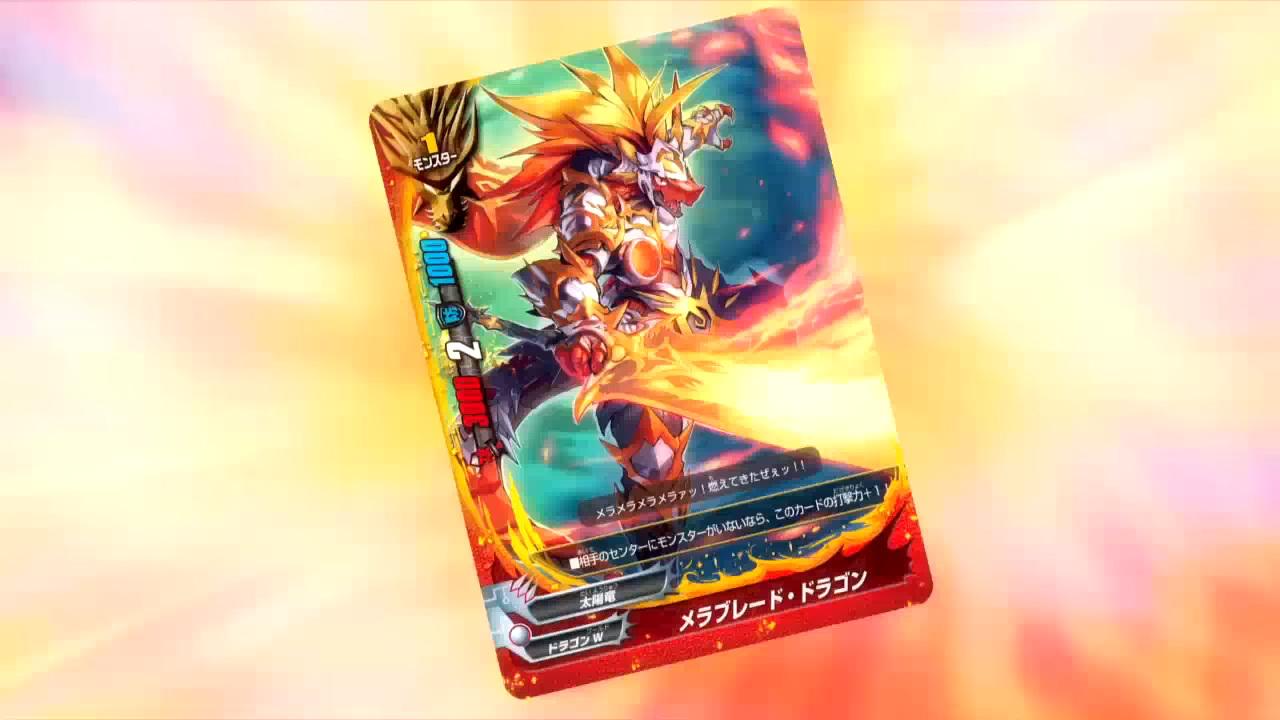 1
モンスター
1000
防
2
3000
攻
メラメラメラメラァッ!燃えてきたぜぇッ!!
■相手のセンターにモンスターがいないなら、このカードの打撃力+1!
太陽竜
ドラゴンW
メラブレード・ドラゴン